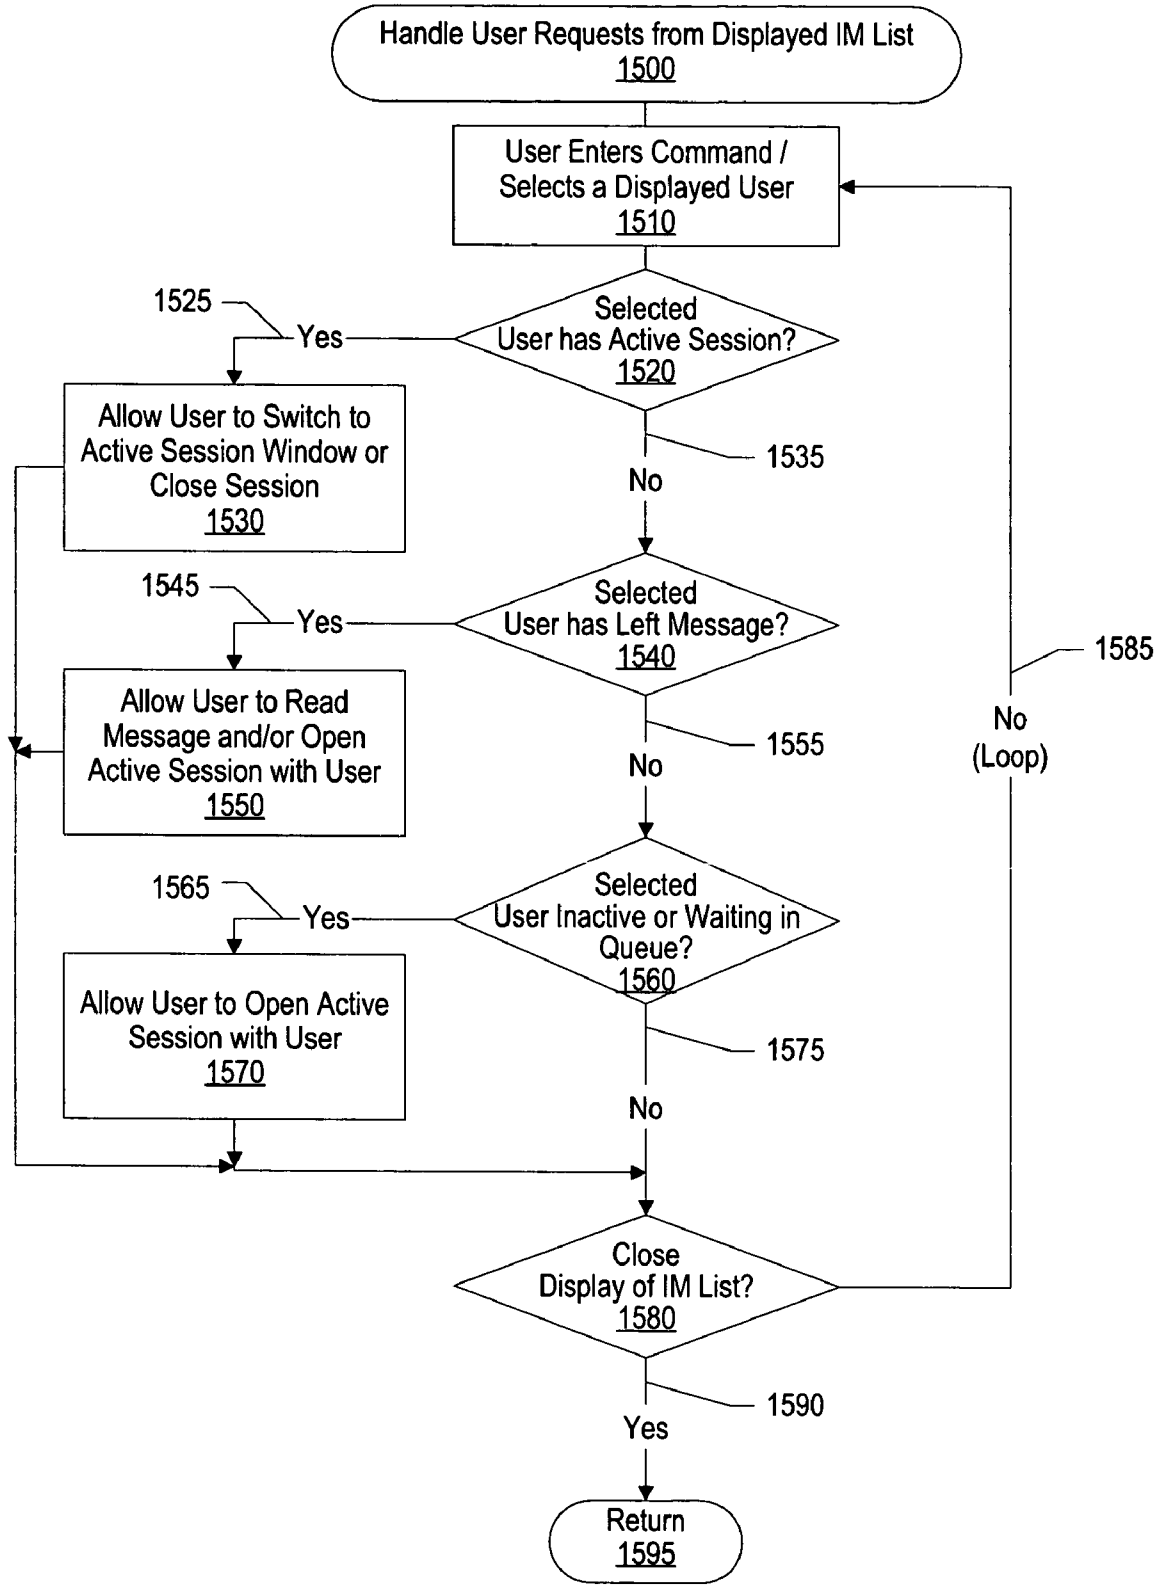 Handle User Requests from Displayed IM List
1500
User Enters Command /
Selects a Displayed User
1510
1525
Yes
Selected
User has Active Session?
1520
Allow User to Switch to
Active Session Window or
Close Session
1530
1535
No
1545
Yes
Selected
User has Left Message?
1540
1585
No
(Loop)
Allow User to Read
Message and/or Open
Active Session with User
1550
1555
No
1565
Yes
Selected
User Inactive or Waiting in
Queue?
1560
Allow User to Open Active
Session with User
1570
1575
No
Close
Display of IM List?
1580
1590
Yes
Return
1595